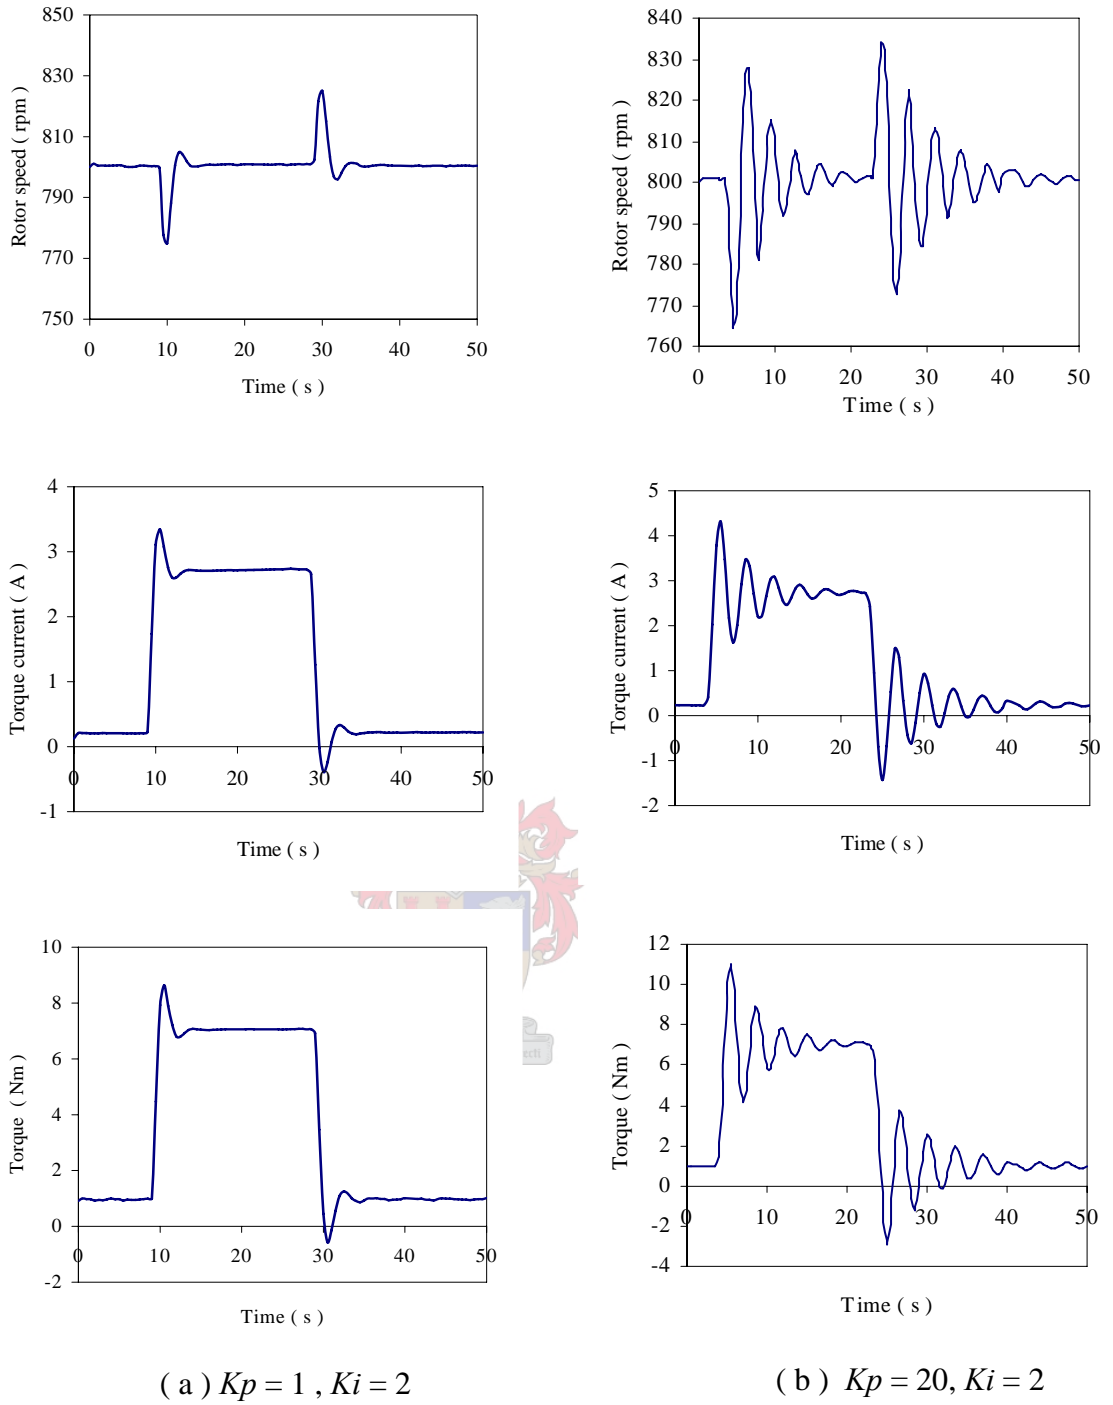 850
830
810
790
770
750
Rotor speed ( rpm )
0 10 20 30 40 50
Time ( s )
840
830
820
810
800
790
780
770
760
Rotor speed ( rpm )
0 10 20 30 40 50
Time ( s )
4
3
2
1
0
-1
Torque current ( A )
0 10 20 30 40 50
Time ( s )
5
4
3
2
1
0
-1
-2
Torque current ( A )
0 10 20 30 40 50
Time ( s )
10
8
6
4
2
0
-2
Torque ( Nm )
0 10 20 30 40 50
Time ( s )
12
10
8
6
4
2
0
-2
-4
Torque ( Nm )
0 10 20 30 40 50
Time ( s )
( a ) Kp = 1 , Ki = 2
( b ) Kp = 20, Ki = 2